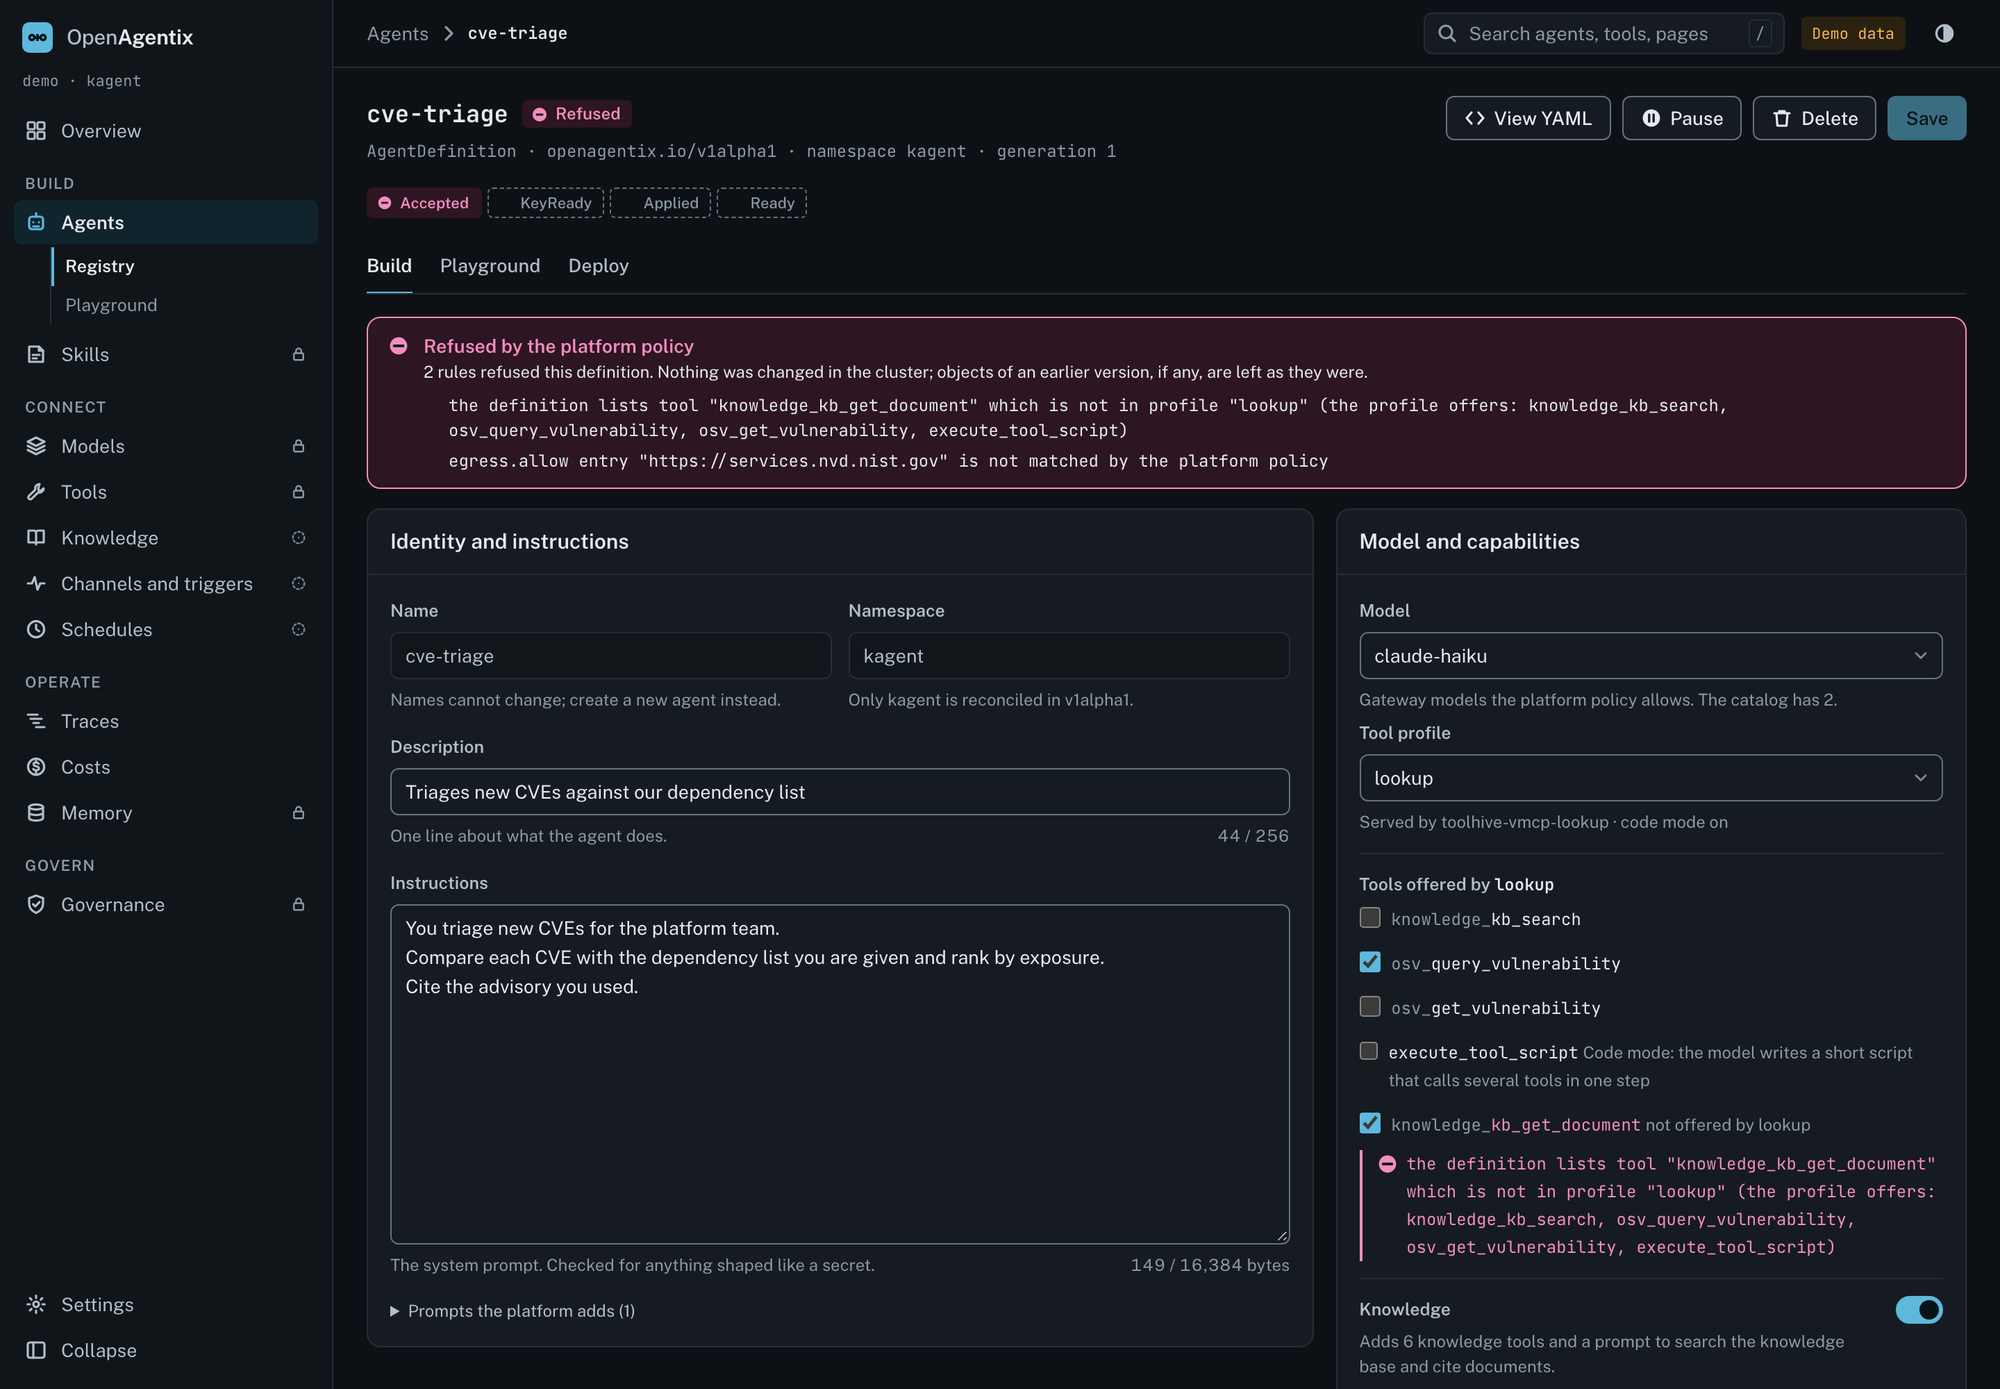 OpenAgentix
demo · kagent
Overview
BUILD
Agents
Registry
Playground
Skills
CONNECT
Models
Tools
Knowledge
Channels and triggers
Schedules
OPERATE
Traces
Costs
Memory
GOVERN
Governance
Settings
Collapse
Agents > cve-triage
Search agents, tools, pages /
Demo data
cve-triage Refused
View YAML Pause Delete Save
AgentDefinition · openagentix.io/v1alpha1 · namespace kagent · generation 1
Accepted KeyReady Applied Ready
Build Playground Deploy
Refused by the platform policy
2 rules refused this definition. Nothing was changed in the cluster; objects of an earlier version, if any, are left as they were.
the definition lists tool "knowledge_kb_get_document" which is not in profile "lookup" (the profile offers: knowledge_kb_search,
osv_query_vulnerability, osv_get_vulnerability, execute_tool_script)
egress.allow entry "https://services.nvd.nist.gov" is not matched by the platform policy
Identity and instructions
Name
cve-triage
Names cannot change; create a new agent instead.
Namespace
kagent
Only kagent is reconciled in v1alpha1.
Description
Triages new CVEs against our dependency list
One line about what the agent does. 44 / 256
Instructions
You triage new CVEs for the platform team.
Compare each CVE with the dependency list you are given and rank by exposure.
Cite the advisory you used.
The system prompt. Checked for anything shaped like a secret. 149 / 16,384 bytes
Prompts the platform adds (1)
Model and capabilities
Model
claude-haiku
Gateway models the platform policy allows. The catalog has 2.
Tool profile
lookup
Served by toolhive-vmcp-lookup · code mode on
Tools offered by lookup
knowledge_kb_search
osv_query_vulnerability
osv_get_vulnerability
execute_tool_script Code mode: the model writes a short script
that calls several tools in one step
knowledge_kb_get_document not offered by lookup
the definition lists tool "knowledge_kb_get_document"
which is not in profile "lookup" (the profile offers:
knowledge_kb_search, osv_query_vulnerability,
osv_get_vulnerability, execute_tool_script)
Knowledge
Adds 6 knowledge tools and a prompt to search the knowledge
base and cite documents.